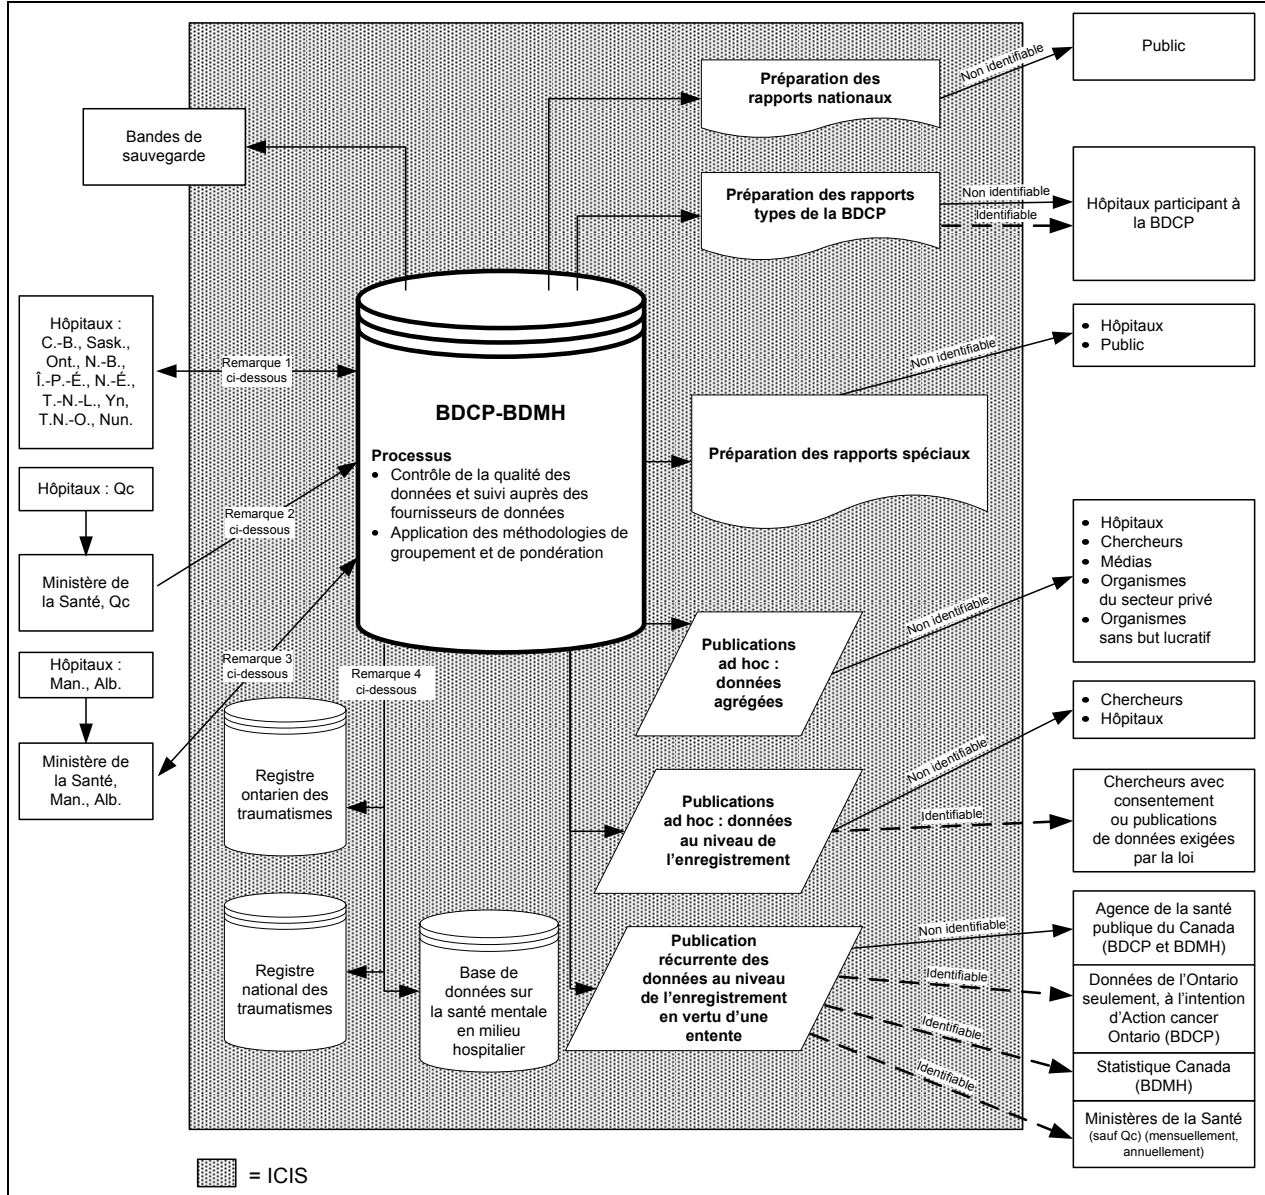 Bandes de
sauvegarde
Hôpitaux :
C.-B., Sask.,
Ont., N.-B.,
Î.-P.-É., N.-É.,
T.-N.-L., Yn,
T.N.-O., Nun.
Remarque 1
ci-dessous
Hôpitaux : Qc
Remarque 2
ci-dessous
Ministère de
la Santé, Qc
Hôpitaux :
Man., Alb.
Remarque 3
ci-dessous
Ministère de
la Santé,
Man., Alb.
BDCP-BDMH
Processus
• Contrôle de la qualité des
données et suivi auprès des
fournisseurs de données
• Application des méthodologies de
groupement et de pondération
Remarque 4
ci-dessous
Registre
ontarien des
traumatismes
Registre
national des
traumatismes
Base de
données sur
la santé mentale
en milieu
hospitalier
Préparation des
rapports nationaux
Non identifiable
Public
Préparation des rapports
types de la BDCP
Non identifiable
Identifiable
Hôpitaux participant à
la BDCP
Préparation des rapports spéciaux
Non identifiable
• Hôpitaux
• Public
Publications
ad hoc :
données
agrégées
Non identifiable
• Hôpitaux
• Chercheurs
• Médias
• Organismes
du secteur privé
• Organismes
sans but lucratif
Publications
ad hoc : données
au niveau de
l’enregistrement
Non identifiable
• Chercheurs
• Hôpitaux
Identifiable
Chercheurs avec
consentement
ou publications
de données exigées
par la loi
Publication
récurrente des
données au niveau
de l’enregistrement
en vertu d’une
entente
Non identifiable
Agence de la santé
publique du Canada
(BDCP et BDMH)
Identifiable
Données de l’Ontario
seulement, à l’intention
d’Action cancer
Ontario (BDCP)
Identifiable
Statistique Canada
(BDMH)
Identifiable
Ministères de la Santé
(sauf Qc) (mensuellement,
annuellement)
= ICIS